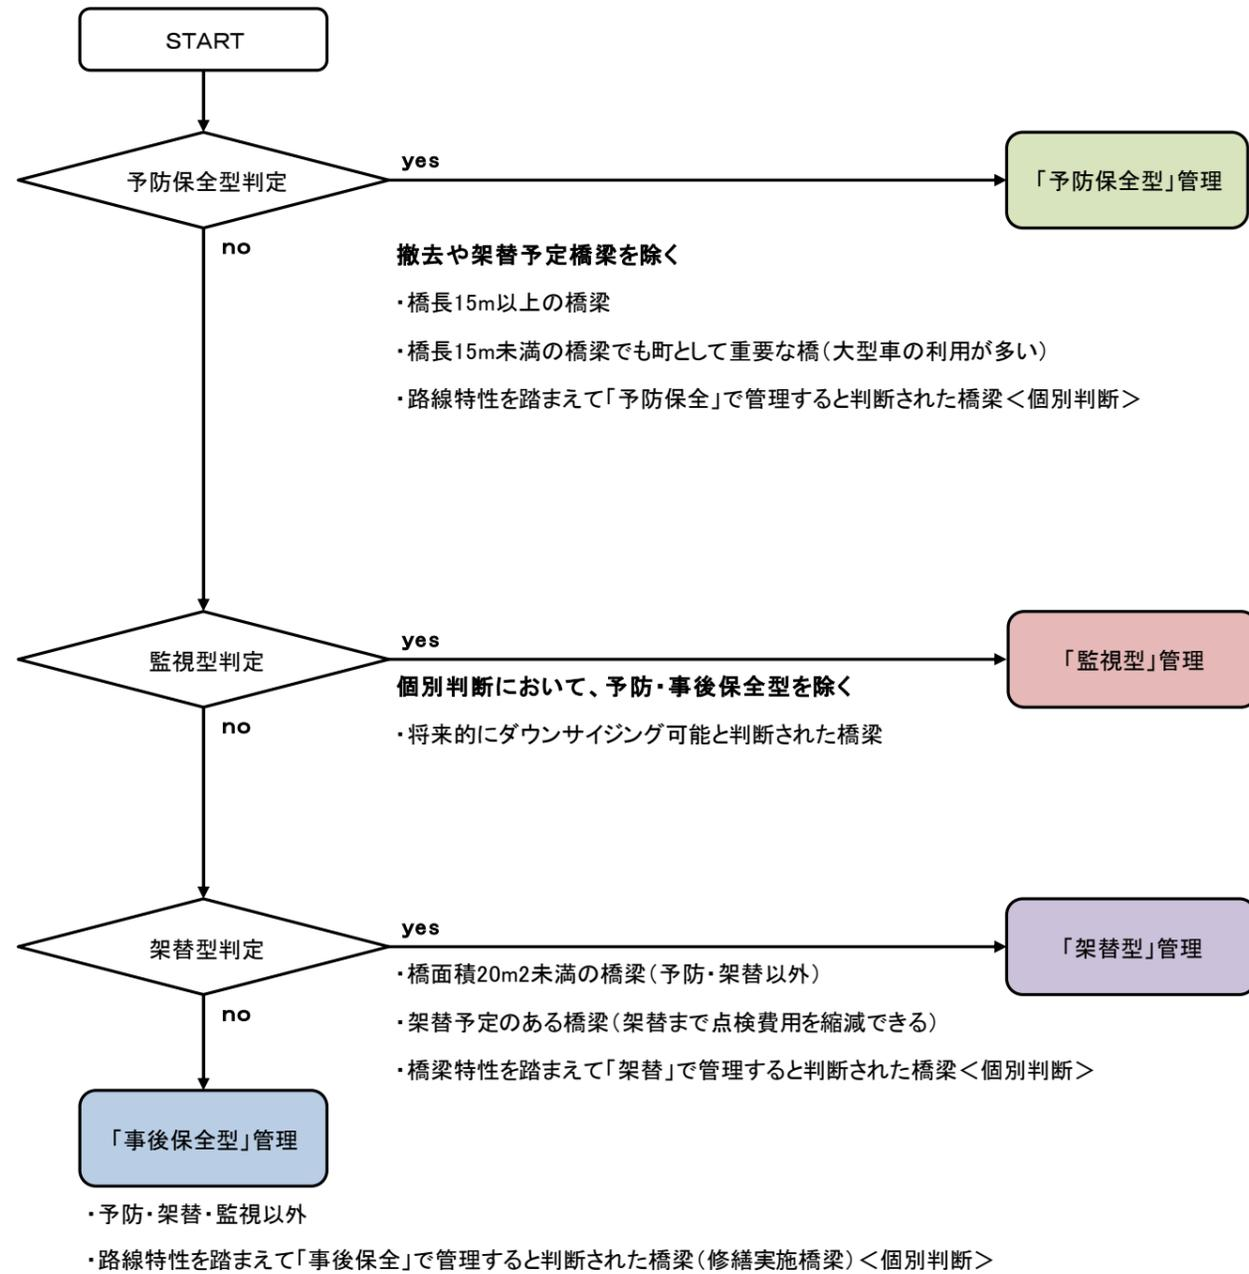 START
予防保全型判定
yes
「予防保全型」管理
no
撤去や架替予定橋梁を除く
・橋長15m以上の橋梁
・橋長15m未満の橋梁でも町として重要な橋(大型車の利用が多い)
・路線特性を踏まえて「予防保全」で管理すると判断された橋梁<個別判断>
監視型判定
yes
「監視型」管理
no
個別判断において、予防・事後保全型を除く
・将来的にダウンサイジング可能と判断された橋梁
架替型判定
yes
「架替型」管理
no
・橋面積20m2未満の橋梁(予防・架替以外)
・架替予定のある橋梁(架替まで点検費用を縮減できる)
・橋梁特性を踏まえて「架替」で管理すると判断された橋梁<個別判断>
「事後保全型」管理
・予防・架替・監視以外
・路線特性を踏まえて「事後保全」で管理すると判断された橋梁(修繕実施橋梁)<個別判断>